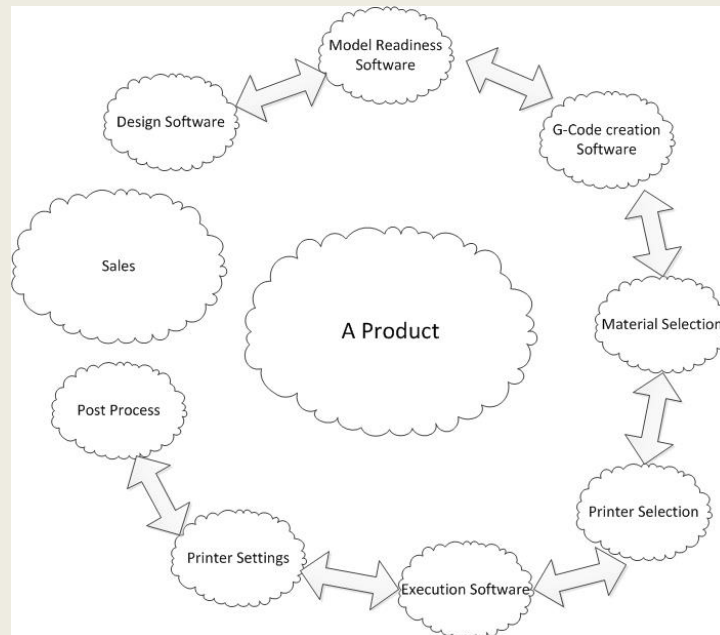 Model Readiness
Software
Design Software
G-Code creation
Software
Sales
Material Selection
A Product
Post Process
Printer Selection
Printer Settings
Execution Software